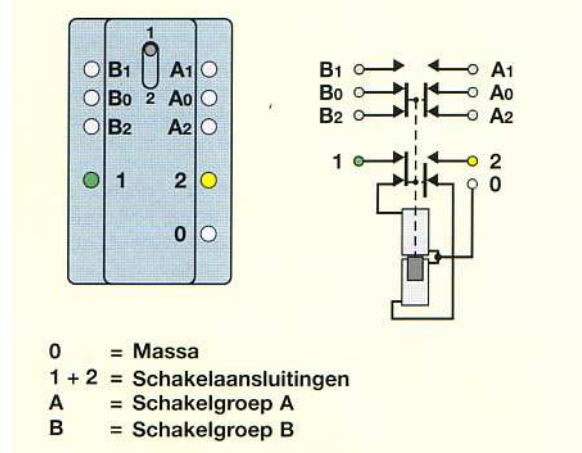 1
B1 A1
B0 2 A0
B2 A2
1 2
0
B1 A1
B0 A0
B2 A2
1 2
0
0 = Massa
1 + 2 = Schakelaansluitingen
A = Schakelgroep A
B = Schakelgroep B